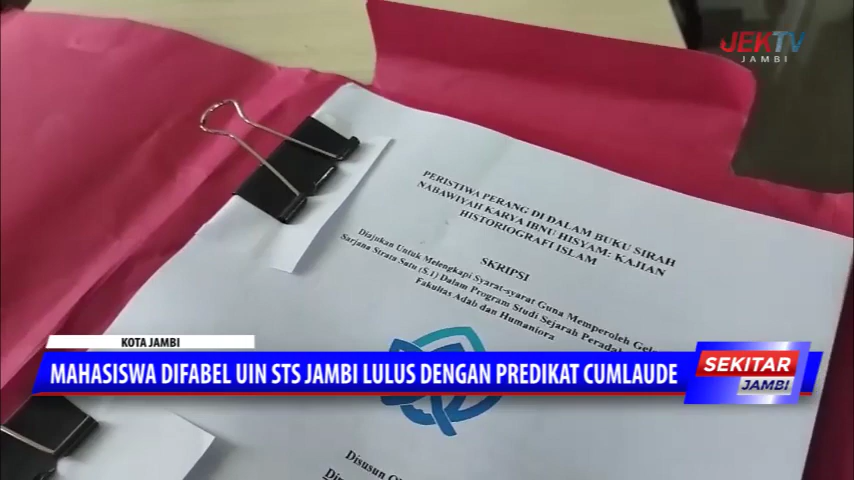 JEKTV
JAMBI
PERISTIWA PERANG DI DALAM BUKU SIRAH
NABAWIYAH KARYA IBNU HISYAM: KAJIAN
HISTORIOGRAFI ISLAM
SKRIPSI
Diajukan Untuk Melengkapi Syarat-syarat Guna Memperoleh
Sarjana Strata Satu (S.1) Dalam Program Studi Sejarah
Fakultas Adab dan Humaniora
KOTA JAMBI
MAHASISWA DIFABEL UIN STS JAMBI LULUS DENGAN PREDIKAT CUMLAUDE
SEKITAR
JAMBI
Disusun